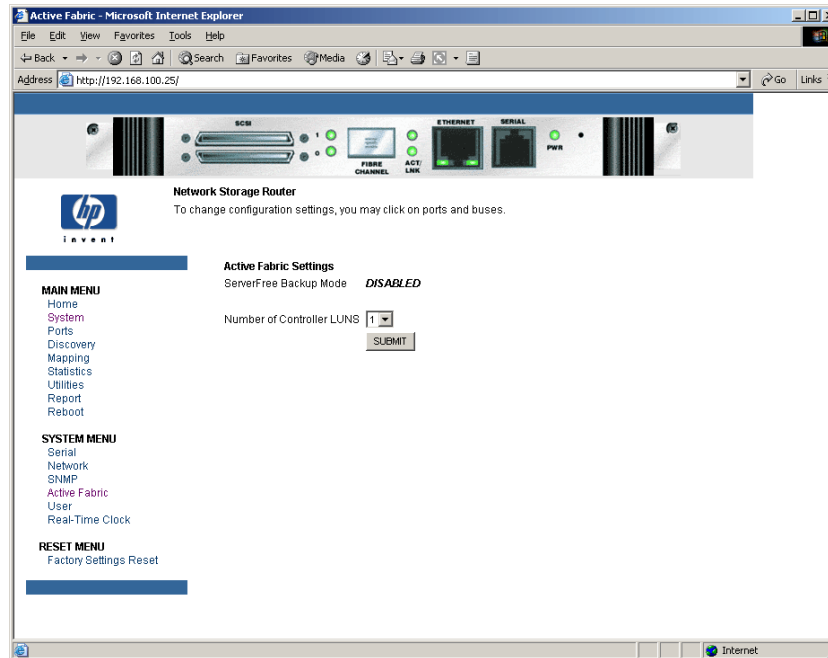 Active Fabric - Microsoft Internet Explorer
File Edit View Favorites Tools Help
Back Search Favorites Media
Address http://192.168.100.25/ Go Links
SCSI ETHERNET SERIAL
1
0
FIBRE CHANNEL
ACT/ LNK
PWR
hp
invent
Network Storage Router
To change configuration settings, you may click on ports and buses.
Active Fabric Settings
ServerFree Backup Mode DISABLED
Number of Controller LUNS 1
SUBMIT
MAIN MENU
Home
System
Ports
Discovery
Mapping
Statistics
Utilities
Report
Reboot
SYSTEM MENU
Serial
Network
SNMP
Active Fabric
User
Real-Time Clock
RESET MENU
Factory Settings Reset
Internet